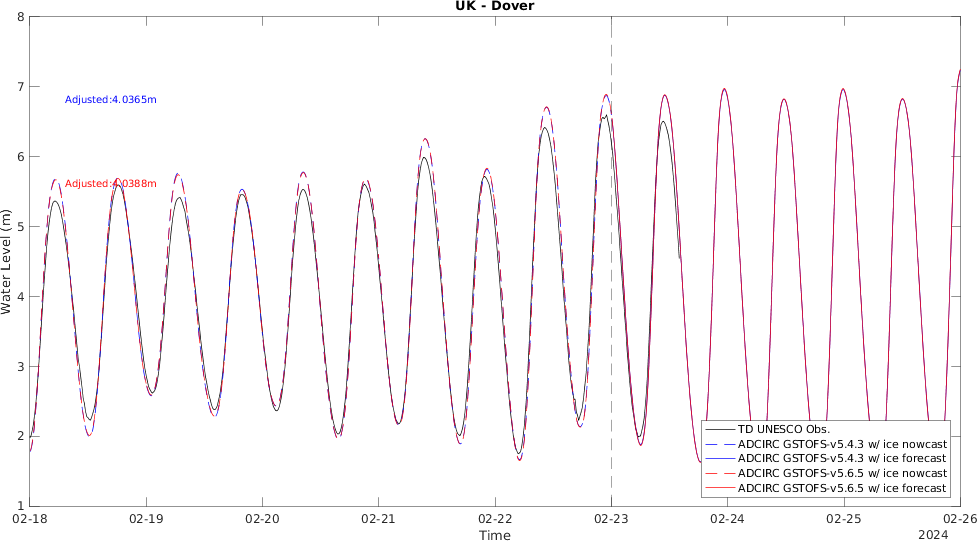 UK - Dover
8
7
6
5
4
3
2
1
Water Level (m)
Adjusted:4.0365m
Adjusted:4.0388m
TD UNESCO Obs.
ADCIRC GSTOFS-v5.4.3 w/ ice nowcast
ADCIRC GSTOFS-v5.4.3 w/ ice forecast
ADCIRC GSTOFS-v5.6.5 w/ ice nowcast
ADCIRC GSTOFS-v5.6.5 w/ ice forecast
02-18 02-19 02-20 02-21 02-22 02-23 02-24 02-25 02-26
Time
2024